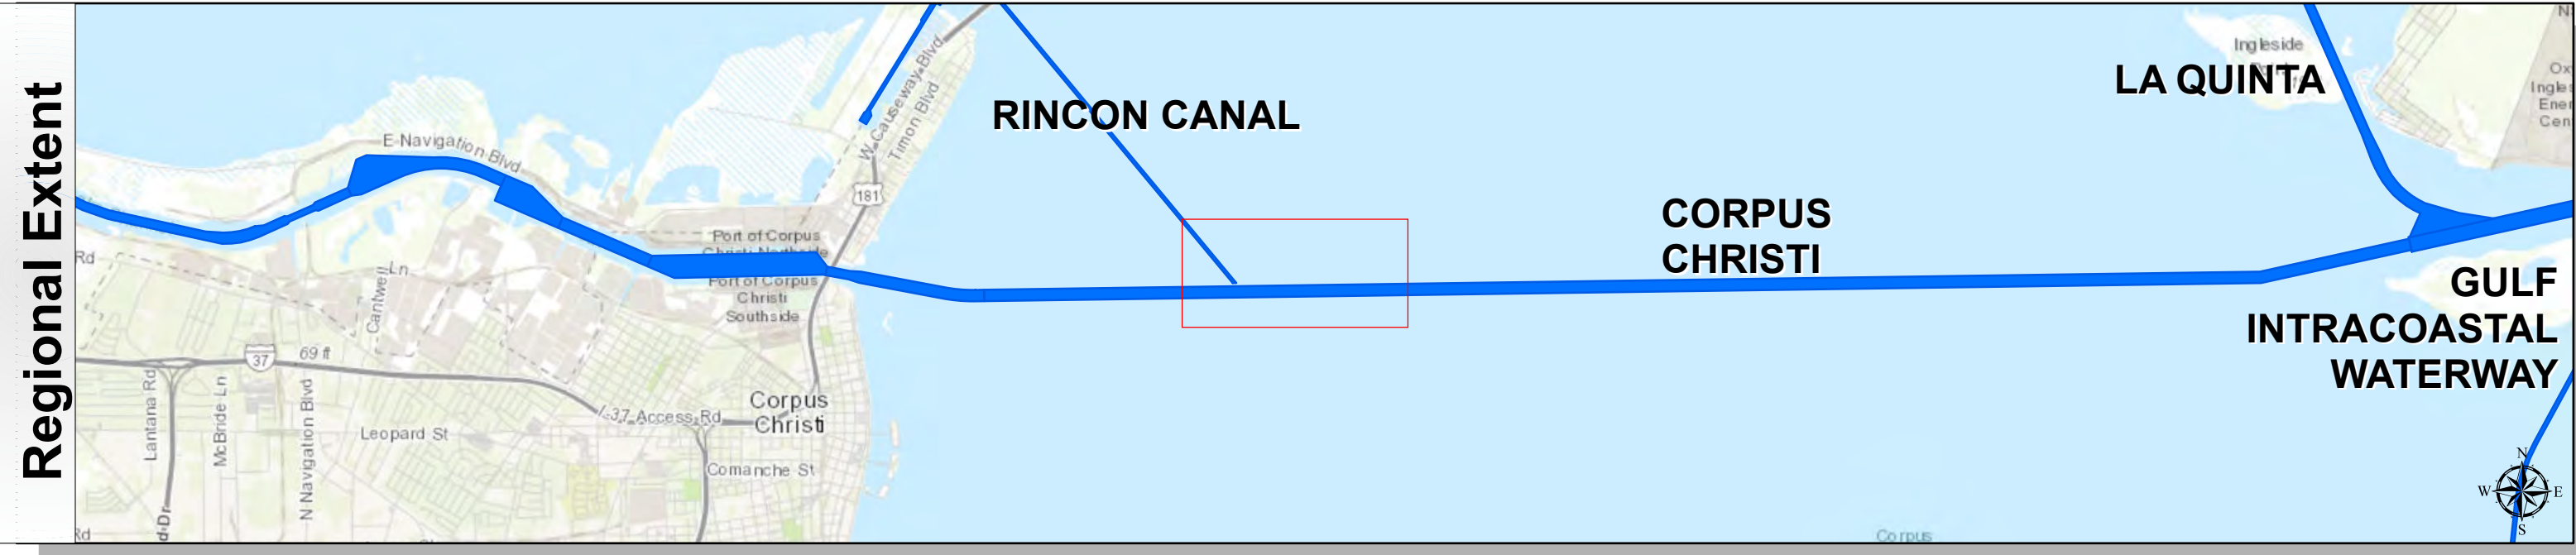 Regional Extent
RINCON CANAL
LA QUINTA
CORPUS
CHRISTI
GULF
INTRACOASTAL
WATERWAY
Ingleside
E Navigation Blvd
W Causeway Blvd
Timon Blvd
181
Port of Corpus
Christi Northside
Port of Corpus
Christi
Southside
Rd
Cantwell Ln
37
69 ft
Lantana Rd
McBride Ln
N Navigation Blvd
Leopard St
I-37 Access Rd
Corpus
Christi
Comanche St
Rd
Corpus
N
W
E
S